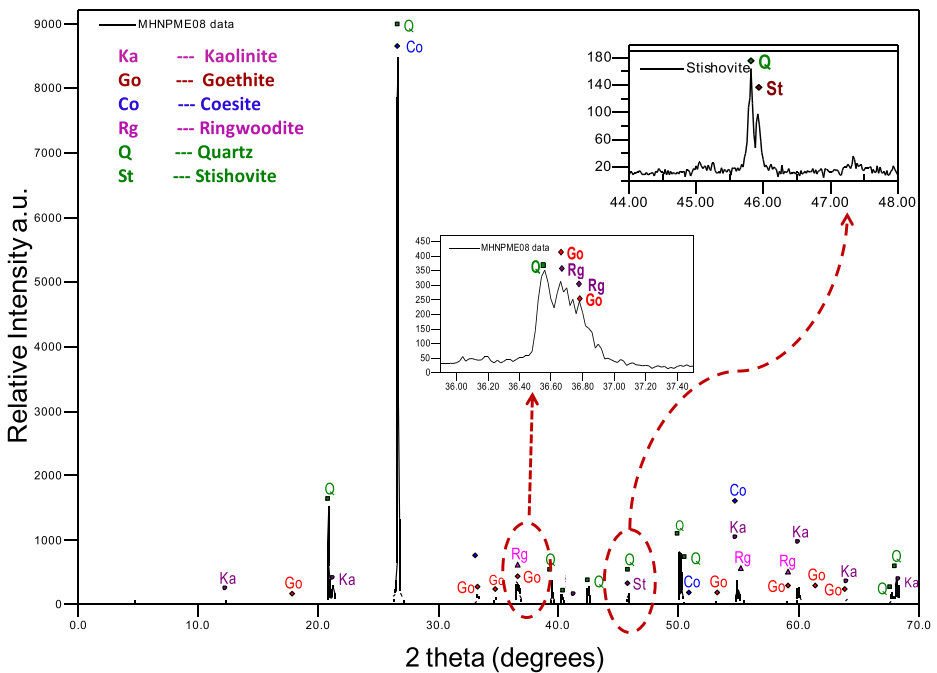 MHNPME08 data
Ka --- Kaolinite
Go --- Goethite
Co --- Coesite
Rg --- Ringwoodite
Q --- Quartz
St --- Stishovite
Relative Intensity a.u.
9000
8000
7000
6000
5000
4000
3000
2000
1000
0
0.0 20.0 30.0 40.0 50.0 60.0 70.0
2 theta (degrees)
Q
Co
Q
Ka
Go
Ka
Go
Go
Rg
Go
Q
Q
Q
St
Q
Q
Co
Co
Ka
Rg
Go
Ka
Rg
Go
Go
Ka
Go
Q
Q
Ka
Stishovite
Q
St
180
140
100
60
20
44.00 45.00 46.00 47.00 48.00
MHNPME08 data
Q
Go
Rg
Rg
Go
450
400
350
300
250
200
150
100
50
0
36.00 36.20 36.40 36.60 36.80 37.00 37.20 37.40